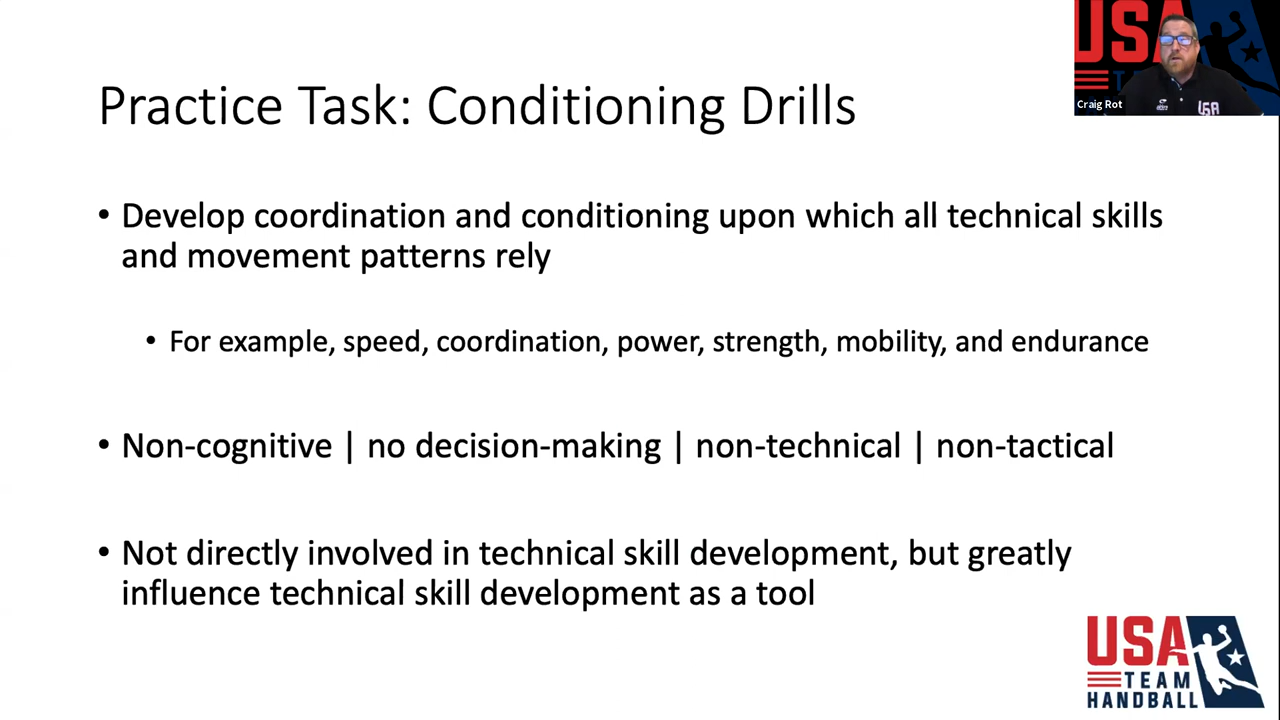 USA
T
Craig Rot
USA
Practice Task: Conditioning Drills
• Develop coordination and conditioning upon which all technical skills
and movement patterns rely
• For example, speed, coordination, power, strength, mobility, and endurance
• Non-cognitive | no decision-making | non-technical | non-tactical
• Not directly involved in technical skill development, but greatly
influence technical skill development as a tool
USA
TEAM
HANDBALL